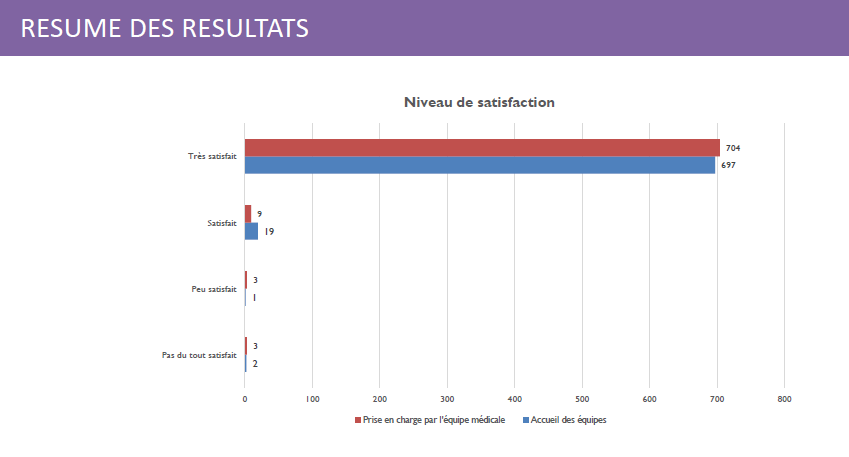 RESUME DES RESULTATS
Niveau de satisfaction
Très satisfait
704
697
Satisfait
9
19
Peu satisfait
3
1
Pas du tout satisfait
3
2
0 100 200 300 400 500 600 700 800
Prise en charge par l'équipe médicale Accueil des équipes